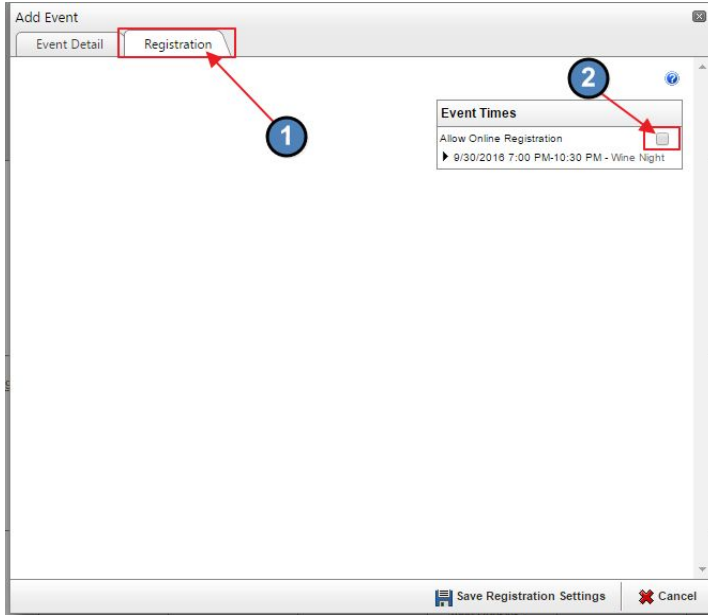 Add Event
Event Detail Registration
1
2
Event Times
Allow Online Registration
9/30/2016 7:00 PM-10:30 PM - Wine Night
Save Registration Settings Cancel